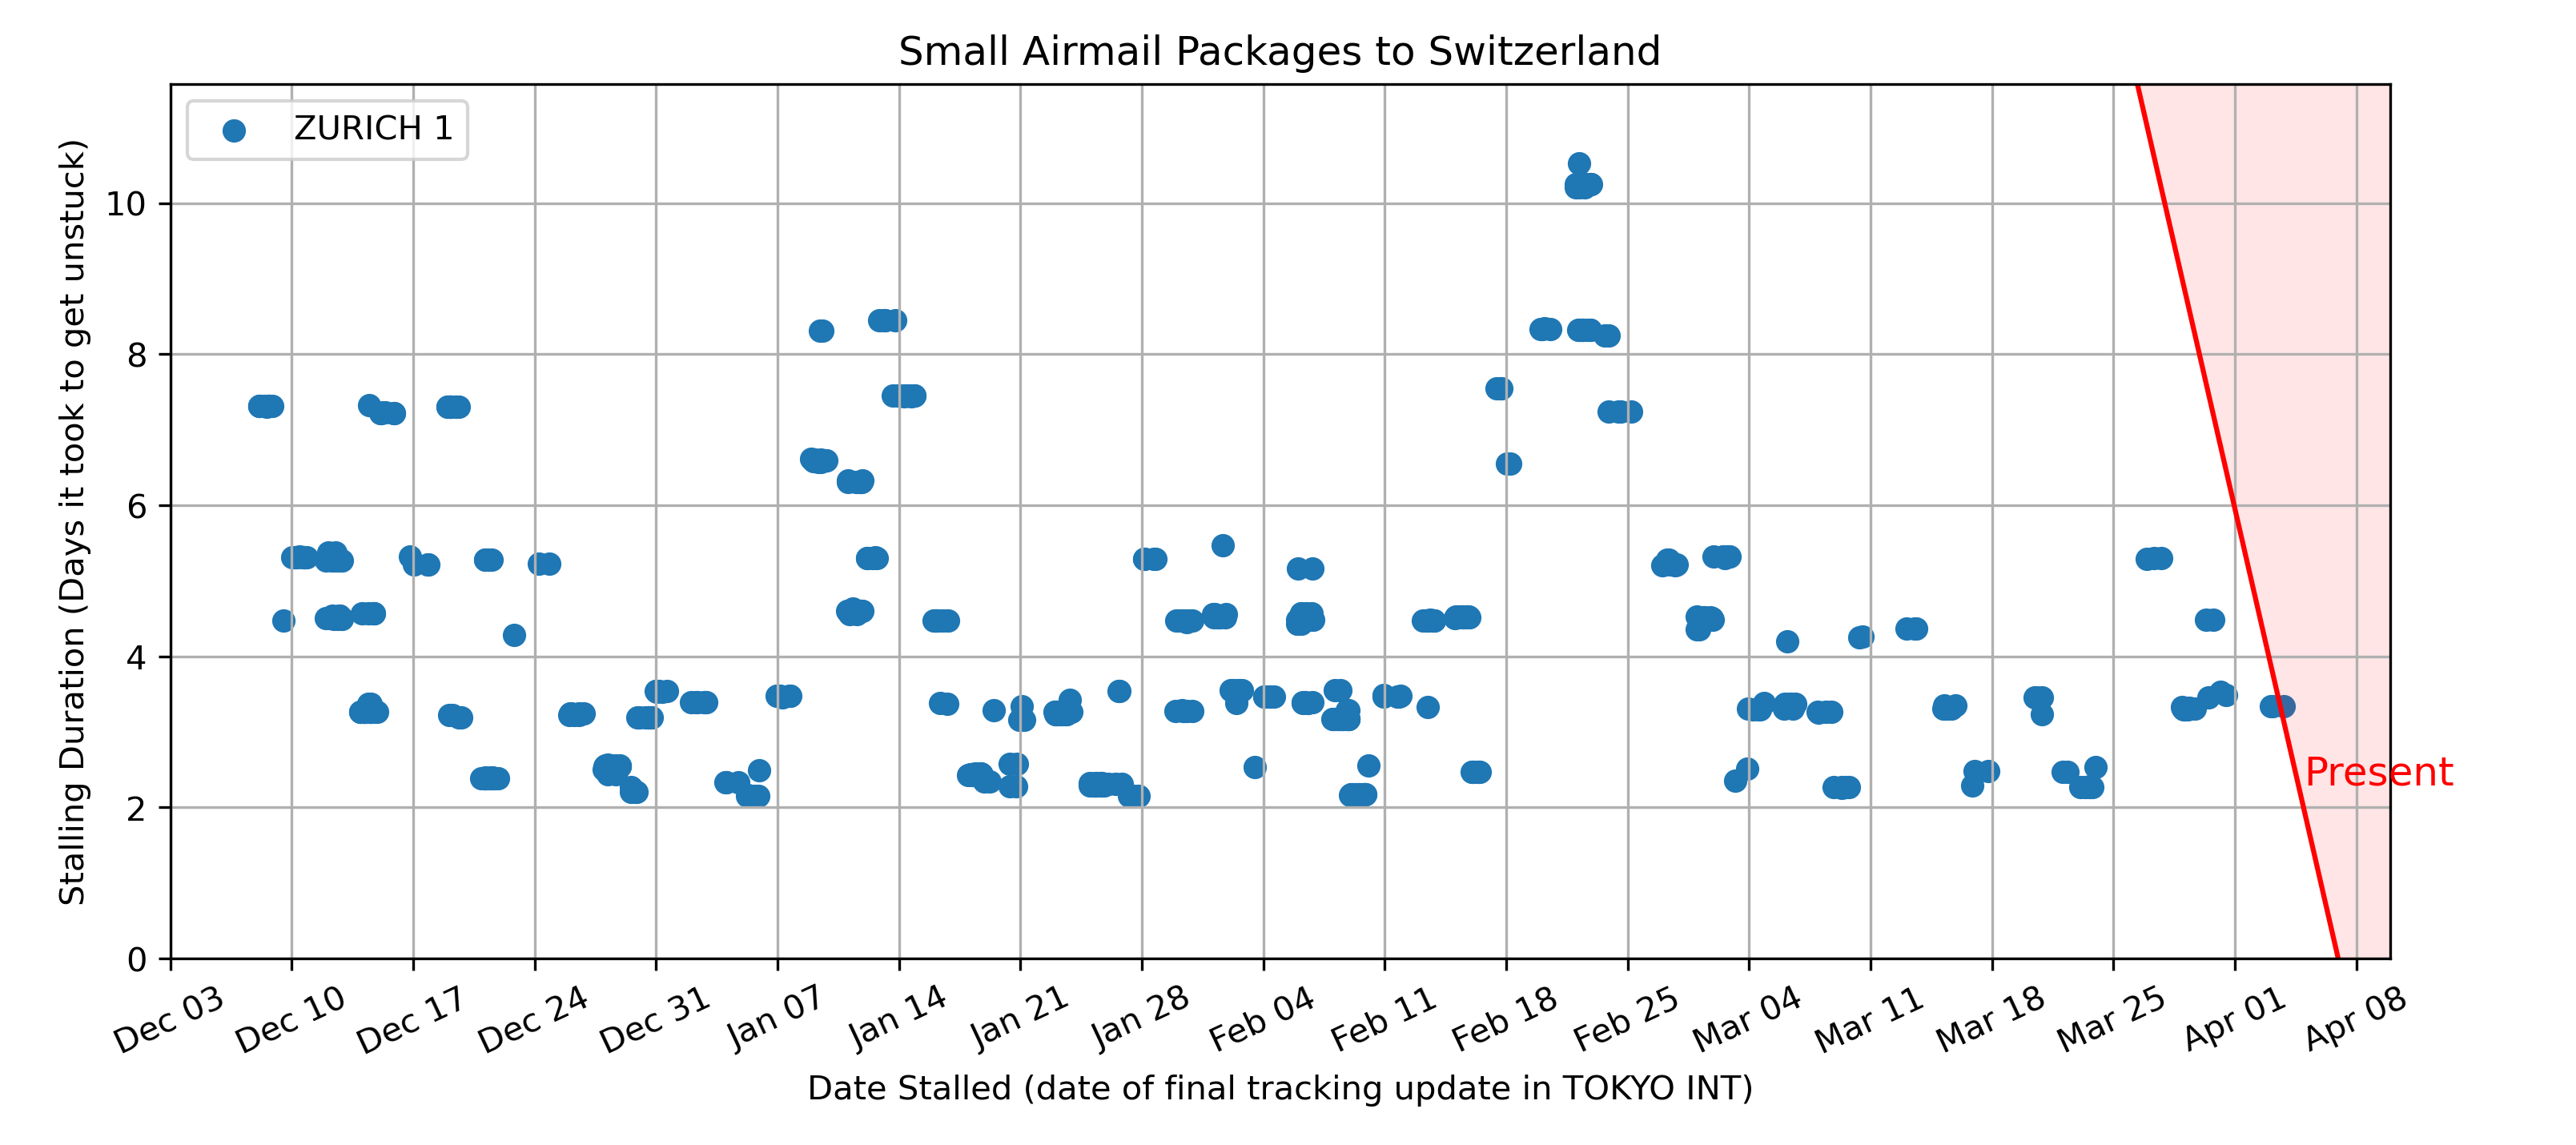 Small Airmail Packages to Switzerland
ZURICH 1
Stalling Duration (Days it took to get unstuck)
10
8
6
4
2
0
Present
Dec 03
Dec 10
Dec 17
Dec 24
Dec 31
Jan 07
Jan 14
Jan 21
Jan 28
Feb 04
Feb 11
Feb 18
Feb 25
Mar 04
Mar 11
Mar 18
Mar 25
Apr 01
Apr 08
Date Stalled (date of final tracking update in TOKYO INT)